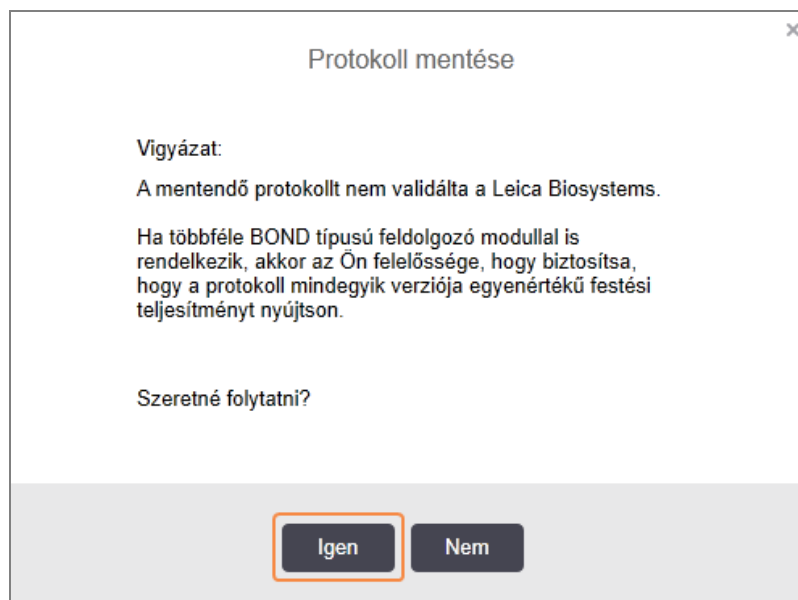 Protokoll mentése
Vigyázat:
A mentendő protokollt nem validálta a Leica Biosystems.
Ha többféle BOND típusú feldolgozó modullal is
rendelkezik, akkor az Ön felelőssége, hogy biztosítsa,
hogy a protokoll mindegyik verziója egyenértékű festési
teljesítményt nyújtson.
Szeretné folytatni?
Igen
Nem